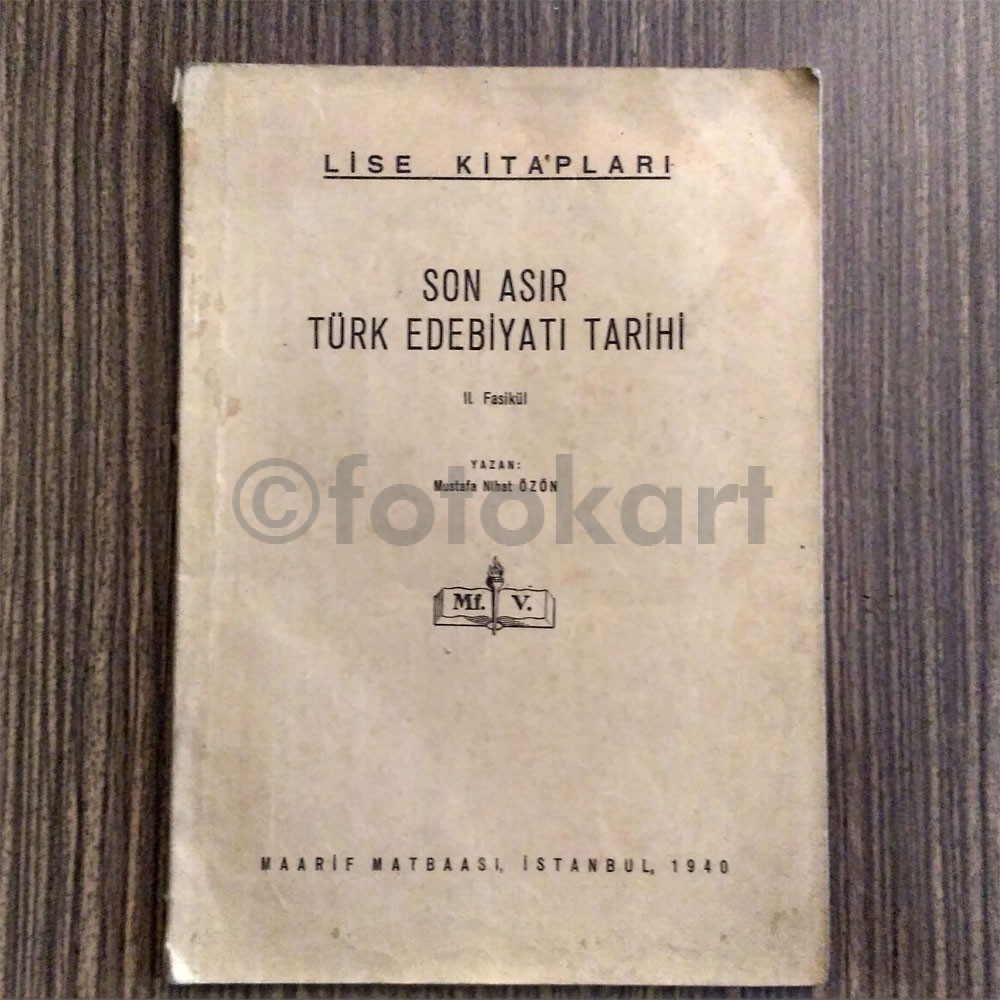 LİSE KİTAPLARI
SON ASIR
TÜRK EDEBİYATI TARİHİ
II. Fasikül
YAZAN:
Mustafa Nihat ÖZÖN
©fotokart
Mf. V.
MAARİF MATBAASI, İSTANBUL, 1940